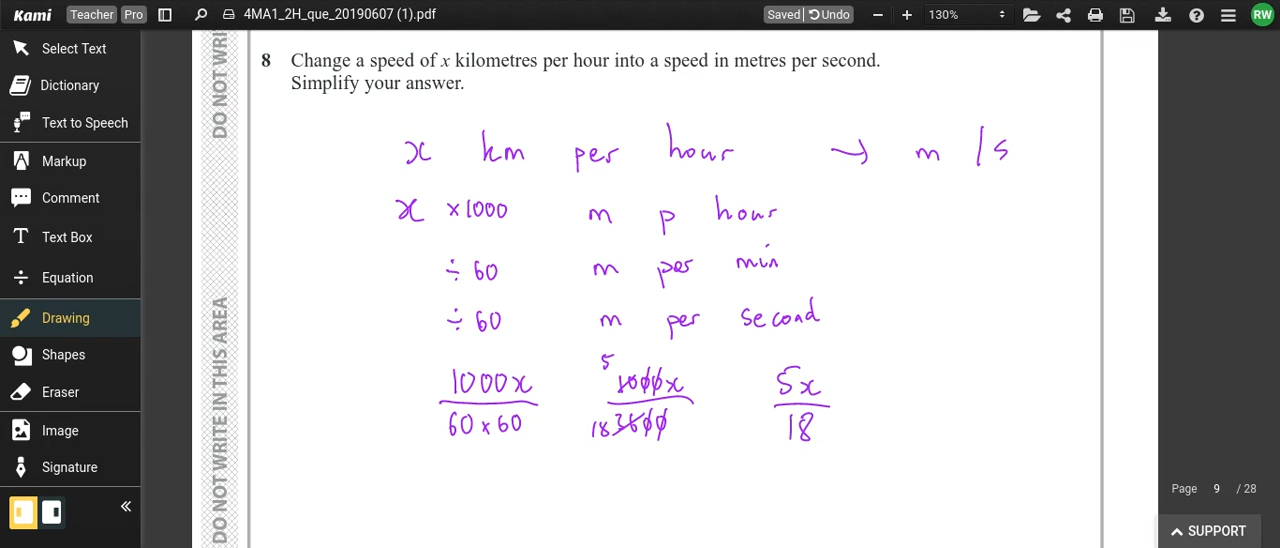 Kami Teacher Pro 4MA1_2H_que_20190607 (1).pdf Saved Undo 130% RW
Select Text
Dictionary
Text to Speech
Markup
Comment
Text Box
Equation
Drawing
Shapes
Eraser
Image
Signature
DO NOT WRI
DO NOT WRITE IN THIS AREA
8 Change a speed of x kilometres per hour into a speed in metres per second.
Simplify your answer.
x km per hour → m /s
x ×1000 m p hour
÷ 60 m per min
÷ 60 m per second
5
1000x 1000x 5x
60 × 60 18 3600 18
Page 9 / 28
SUPPORT